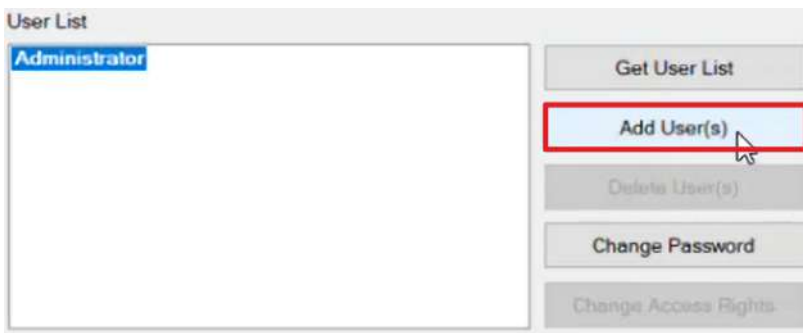 User List
Administrator
Get User List
Add User(s)
Delete User(s)
Change Password
Change Access Rights